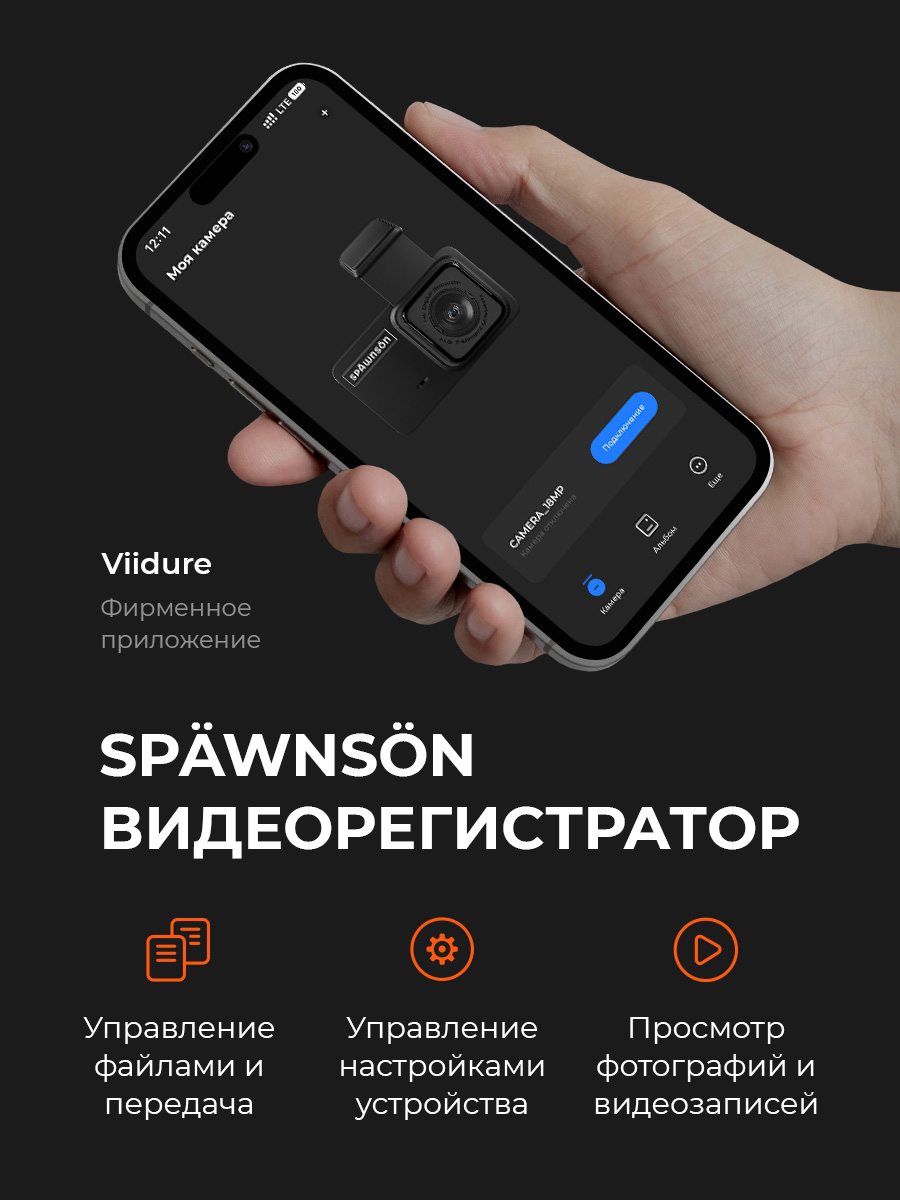 12:11
LTE
100
Моя камера
SPÄWNSÖN
CAMERA_18MP
Камера отключена
Подключение
Камера
Альбом
Еще
Viidure
Фирменное
приложение
SPÄWNSÖN
ВИДЕОРЕГИСТРАТОР
Управление
файлами и
передача
Управление
настройками
устройства
Просмотр
фотографий и
видеозаписей